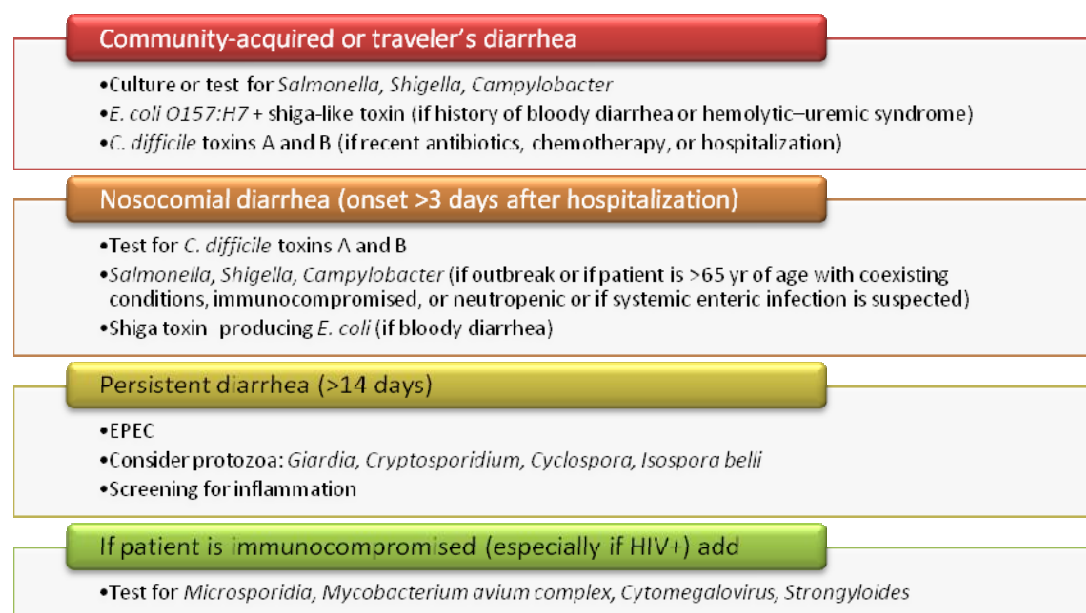 Community-acquired or traveler's diarrhea
•Culture or test for Salmonella, Shigella, Campylobacter
•E. coli O157:H7 + shiga-like toxin (if history of bloody diarrhea or hemolytic–uremic syndrome)
•C. difficile toxins A and B (if recent antibiotics, chemotherapy, or hospitalization)
Nosocomial diarrhea (onset >3 days after hospitalization)
•Test for C. difficile toxins A and B
•Salmonella, Shigella, Campylobacter (if outbreak or if patient is >65 yr of age with coexisting
conditions, immunocompromised, or neutropenic or if systemic enteric infection is suspected)
•Shiga toxin producing E. coli (if bloody diarrhea)
Persistent diarrhea (>14 days)
•EPEC
•Consider protozoa: Giardia, Cryptosporidium, Cyclospora, Isospora belii
•Screening for inflammation
If patient is immunocompromised (especially if HIV+) add
•Test for Microsporidia, Mycobacterium avium complex, Cytomegalovirus, Strongyloides